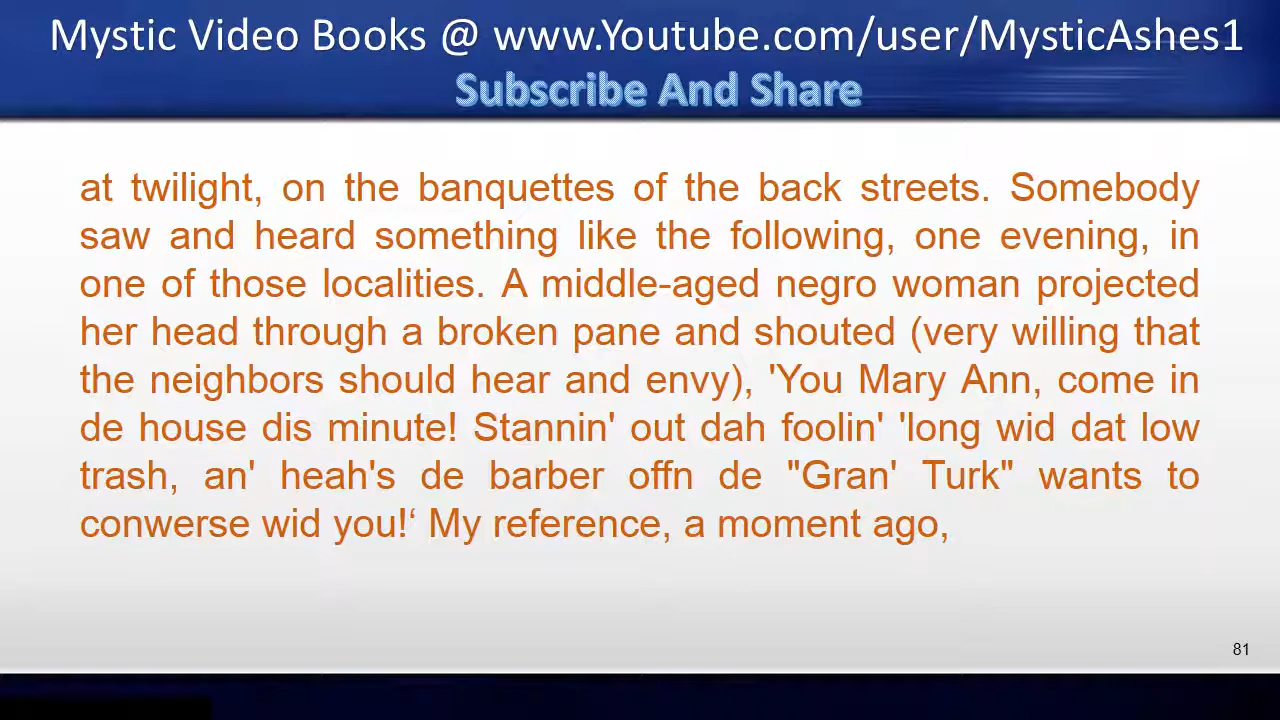 Mystic Video Books @ www.Youtube.com/user/MysticAshes1
Subscribe And Share
at twilight, on the banquettes of the back streets. Somebody
saw and heard something like the following, one evening, in
one of those localities. A middle-aged negro woman projected
her head through a broken pane and shouted (very willing that
the neighbors should hear and envy), 'You Mary Ann, come in
de house dis minute! Stannin' out dah foolin' 'long wid dat low
trash, an' heah's de barber offn de "Gran' Turk" wants to
conwerse wid you!‘ My reference, a moment ago,
81